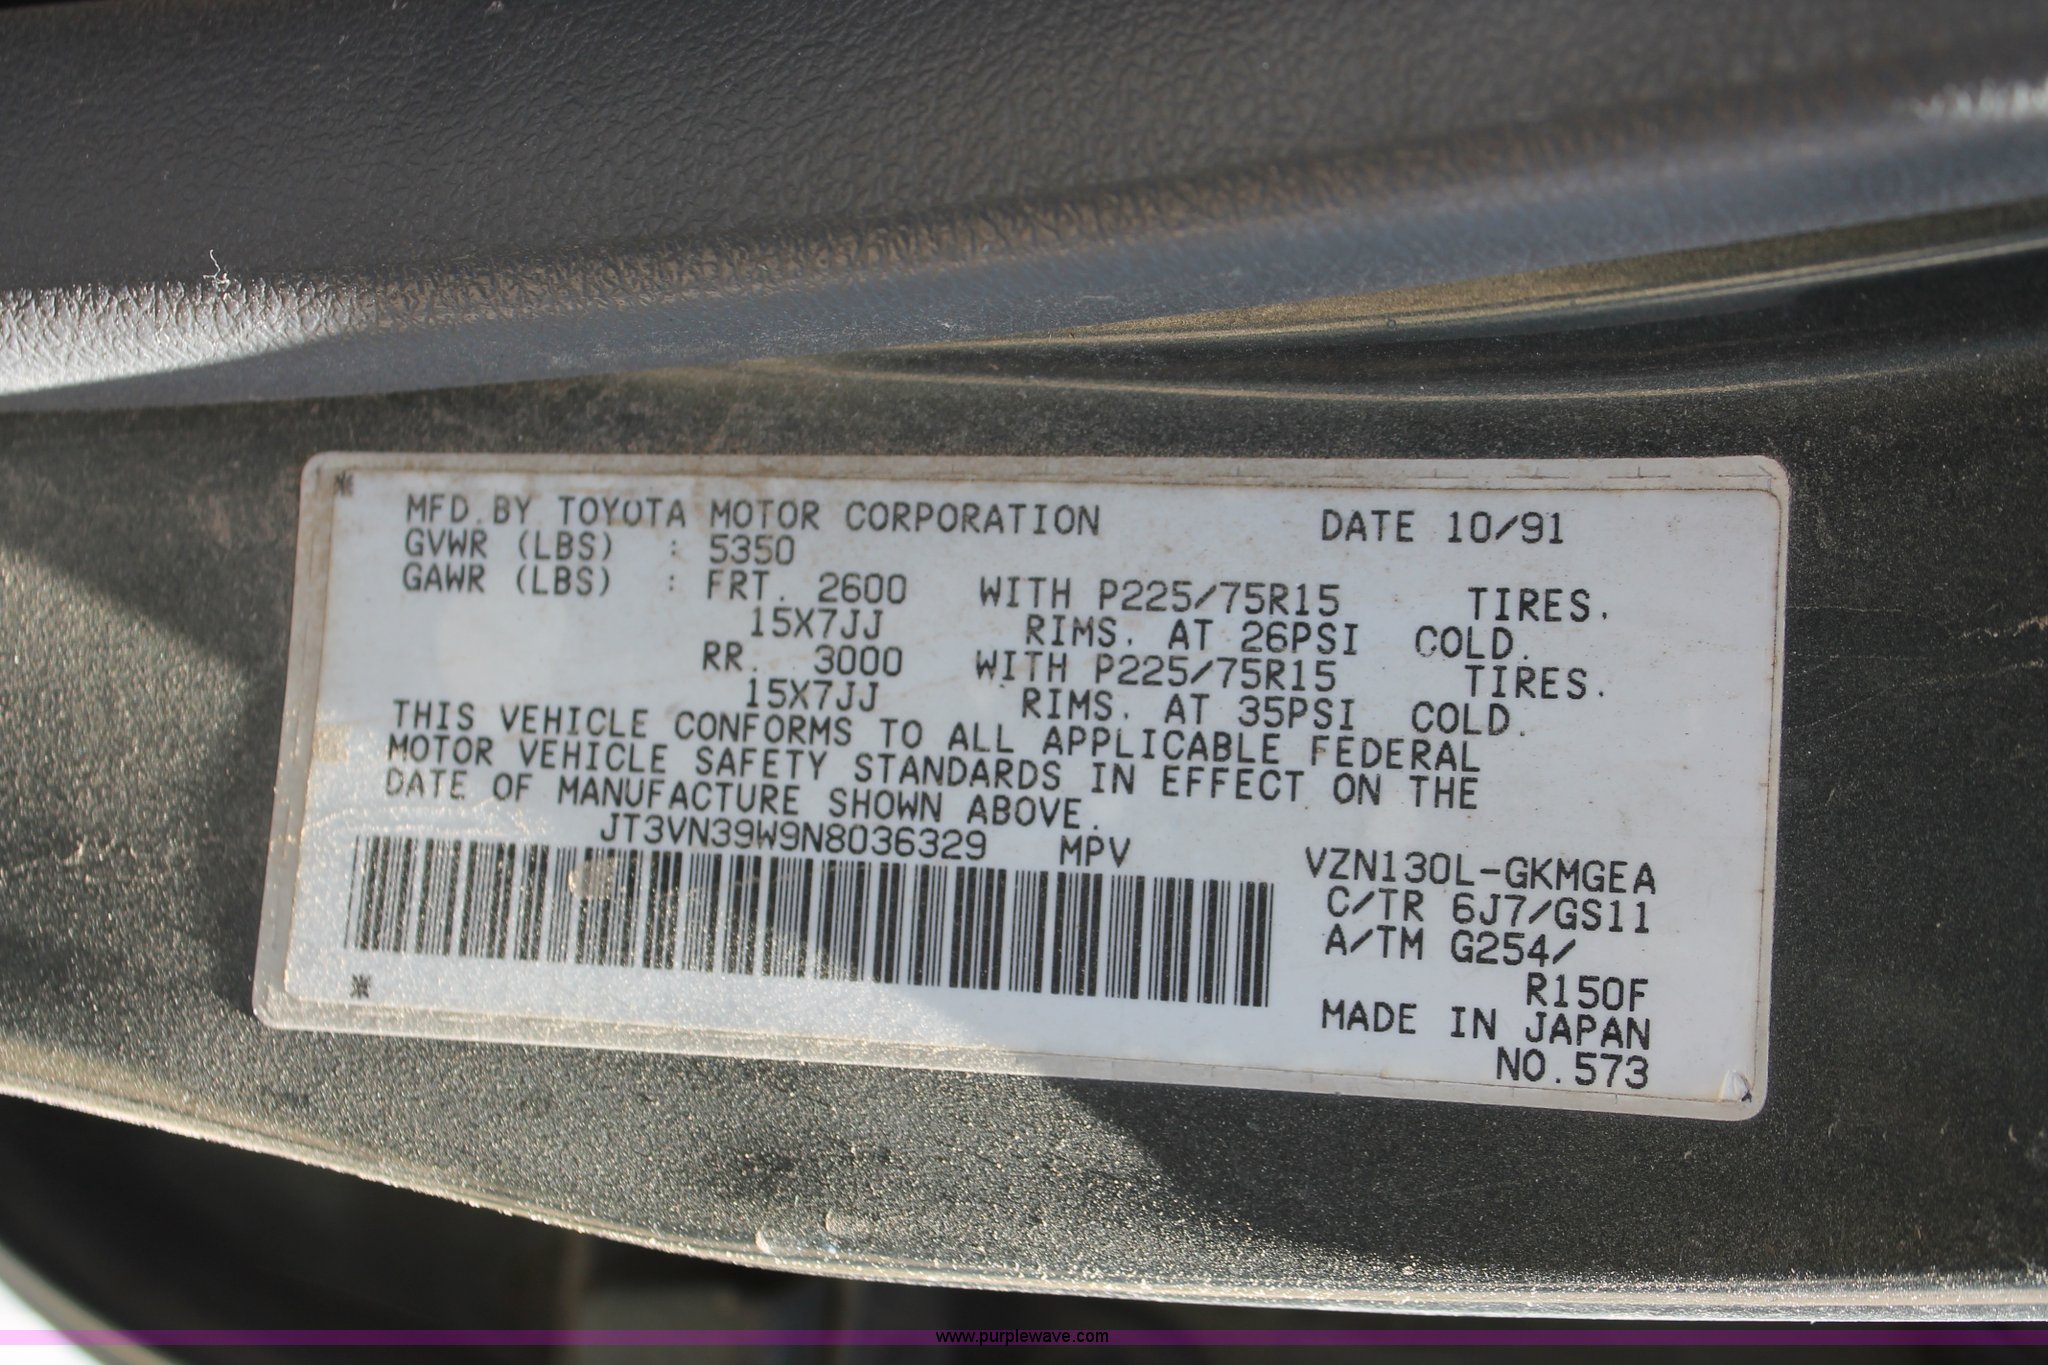 MFD. BY TOYOTA MOTOR CORPORATION DATE 10/91
GVWR (LBS) : 5350
GAWR (LBS) : FRT. 2600 WITH P225/75R15 TIRES.
15X7JJ RIMS. AT 26PSI COLD.
RR. 3000 WITH P225/75R15 TIRES.
15X7JJ RIMS. AT 35PSI COLD.
THIS VEHICLE CONFORMS TO ALL APPLICABLE FEDERAL
MOTOR VEHICLE SAFETY STANDARDS IN EFFECT ON THE
DATE OF MANUFACTURE SHOWN ABOVE.
JT3VN39W9N8036329 MPV VZN130L-GKMGEA
C/TR 6J7/GS11
A/TM G254/
R150F
MADE IN JAPAN
NO.573
www.purplewave.com